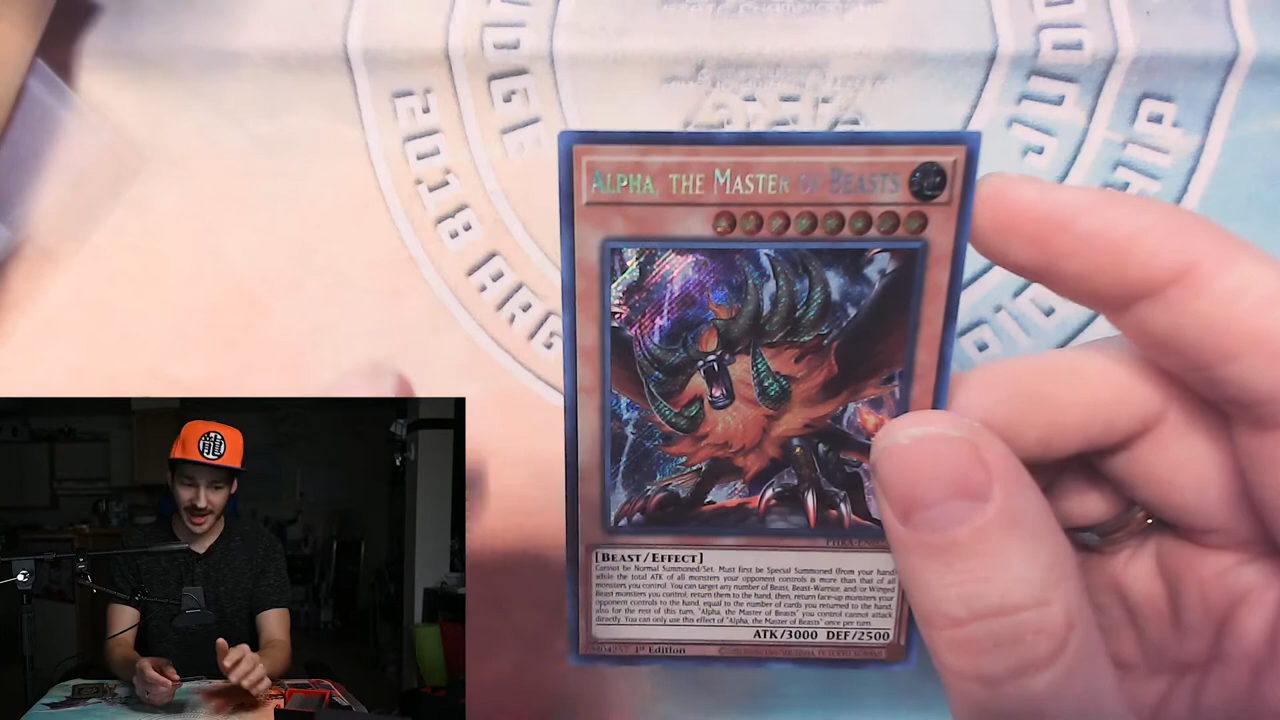 2018 ARG
ALPHA, THE MASTER OF BEASTS
[BEAST/EFFECT]
Cannot be Normal Summoned/Set. Must first be Special Summoned (from your hand)
while the total ATK of all monsters your opponent controls is more than that of all
monsters you control. You can target any number of Beast, Beast-Warrior, and/or Winged
Beast monsters you control; return them to the hand, then, return face-up monsters your
opponent controls to the hand, equal to the number of cards you returned to the hand,
also for the rest of this turn, "Alpha, the Master of Beasts" you control cannot attack
directly. You can only use this effect of "Alpha, the Master of Beasts" once per turn.
ATK/3000 DEF/2500
1st Edition